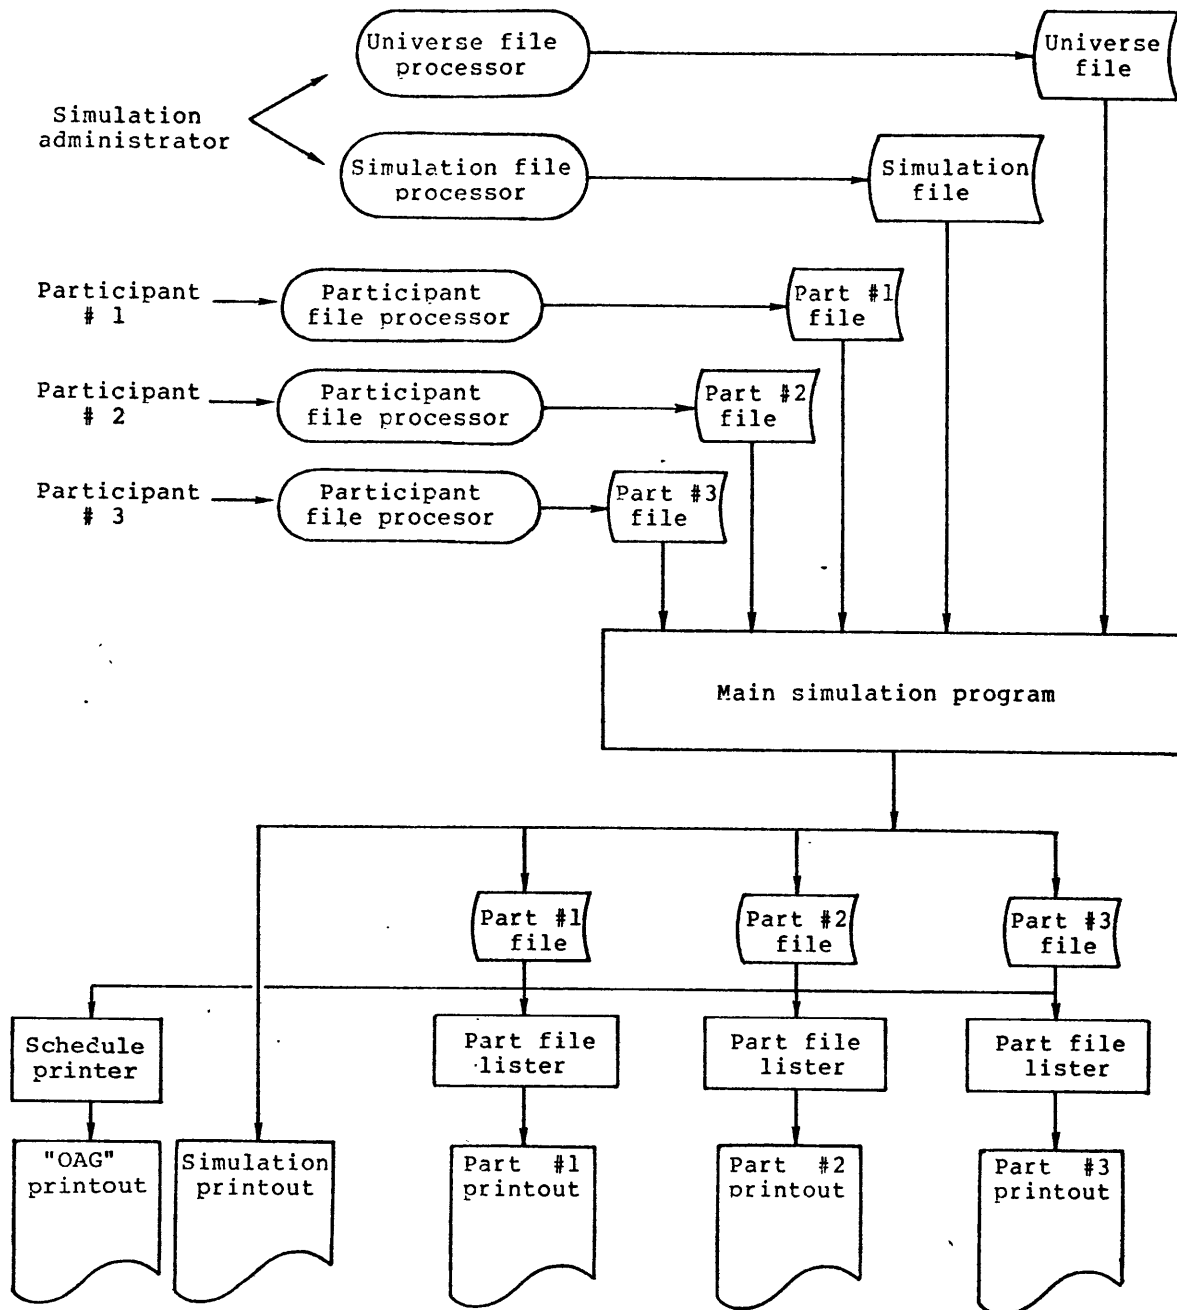 Universe file
processor
Universe
file
Simulation
administrator
Simulation file
processor
Simulation
file
Participant
# 1
Participant
file processor
Part #1
file
Participant
# 2
Participant
file processor
Part #2
file
Participant
# 3
Participant
file procesor
Part #3
file
Main simulation program
Part #1
file
Part #2
file
Part #3
file
Schedule
printer
Part file
lister
Part file
lister
Part file
lister
"OAG"
printout
Simulation
printout
Part #1
printout
Part #2
printout
Part #3
printout